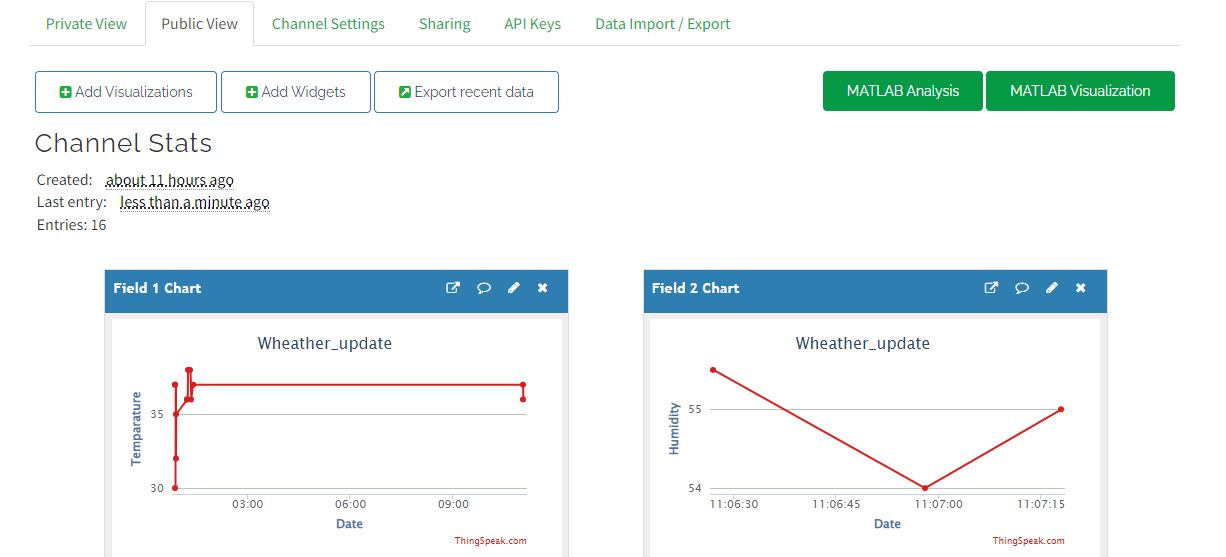 Private View
Public View
Channel Settings
Sharing
API Keys
Data Import / Export
Add Visualizations
Add Widgets
Export recent data
MATLAB Analysis
MATLAB Visualization
Channel Stats
Created: about 11 hours ago
Last entry: less than a minute ago
Entries: 16
Field 1 Chart
Wheather_update
Temparature
35
30
03:00
06:00
09:00
Date
ThingSpeak.com
Field 2 Chart
Wheather_update
Humidity
55
54
11:06:30
11:06:45
11:07:00
11:07:15
Date
ThingSpeak.com